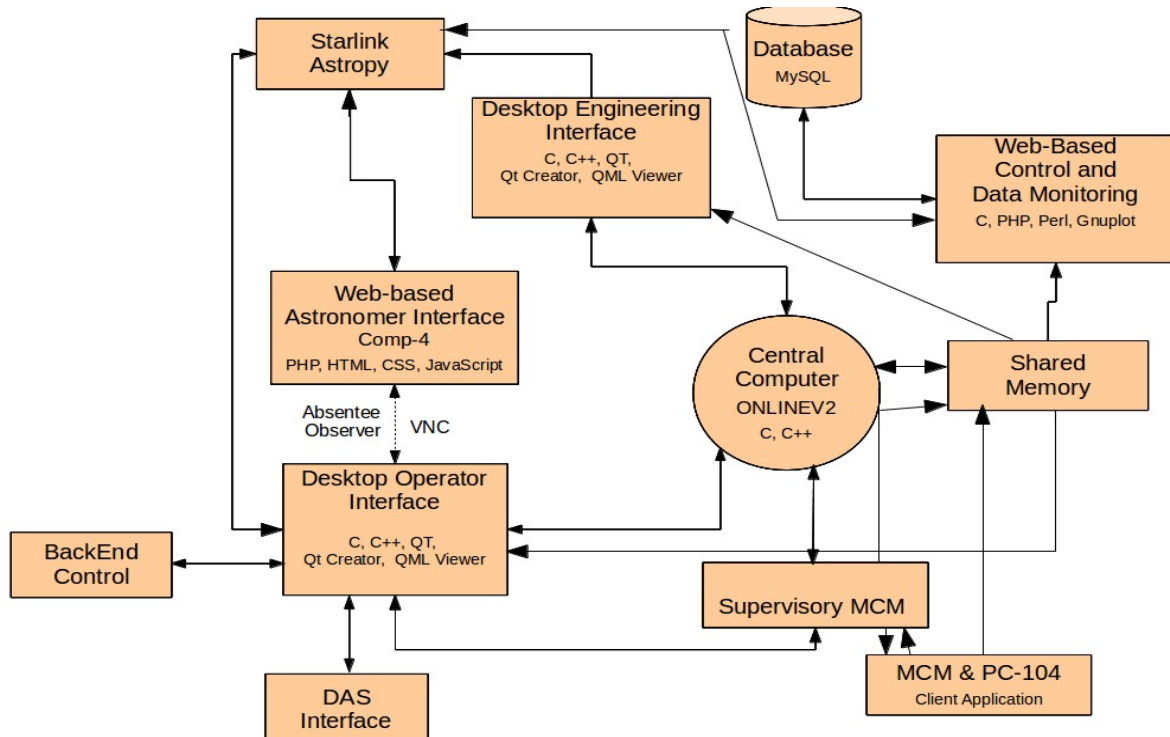 Starlink
Astropy
Database
MySQL
Desktop Engineering
Interface
C, C++, QT,
Qt Creator, QML Viewer
Web-Based
Control and
Data Monitoring
C, PHP, Perl, Gnuplot
Web-based
Astronomer Interface
Comp-4
PHP, HTML, CSS, JavaScript
Central
Computer
ONLINEV2
C, C++
Shared
Memory
Absentee
Observer
VNC
Desktop Operator
Interface
C, C++, QT,
Qt Creator, QML Viewer
BackEnd
Control
Supervisory MCM
MCM & PC-104
Client Application
DAS
Interface